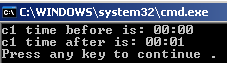 C:\WINDOWS\system32\cmd.exe
c1 time before is: 00:00
c1 time after is: 00:01
Press any key to continue .